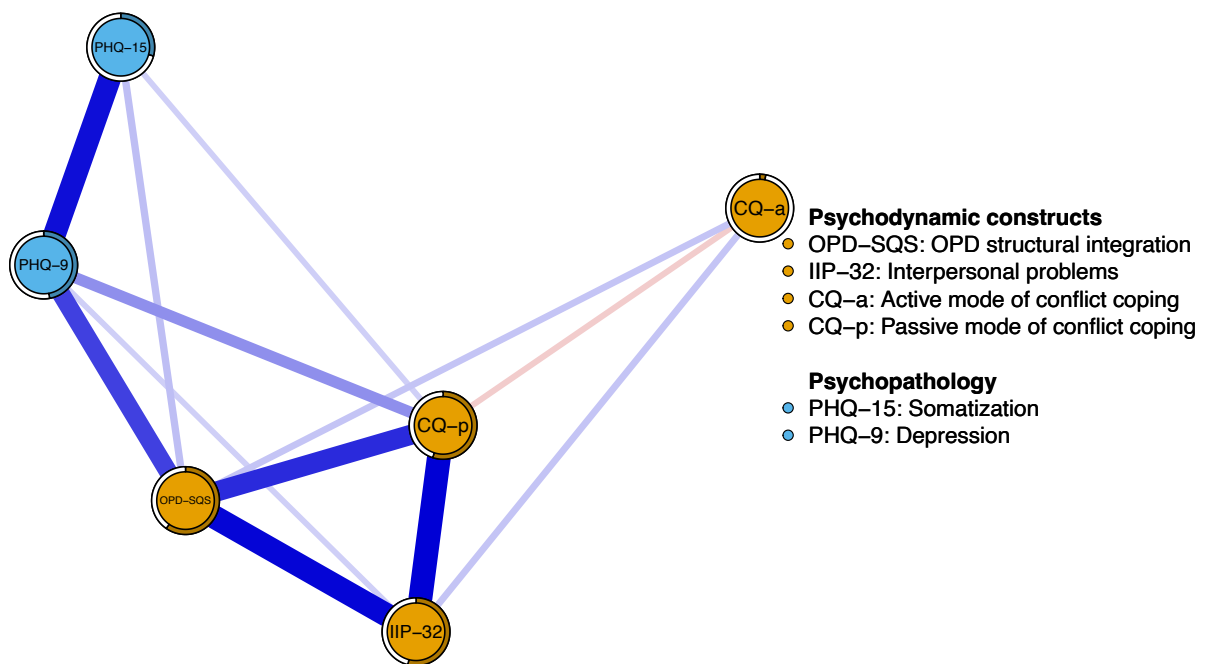 PHQ−15
CQ−a
PHQ−9
CQ−p
OPD−SQS
IIP−32
Psychodynamic constructs
OPD−SQS: OPD structural integration
IIP−32: Interpersonal problems
CQ−a: Active mode of conflict coping
CQ−p: Passive mode of conflict coping
Psychopathology
PHQ−15: Somatization
PHQ−9: Depression